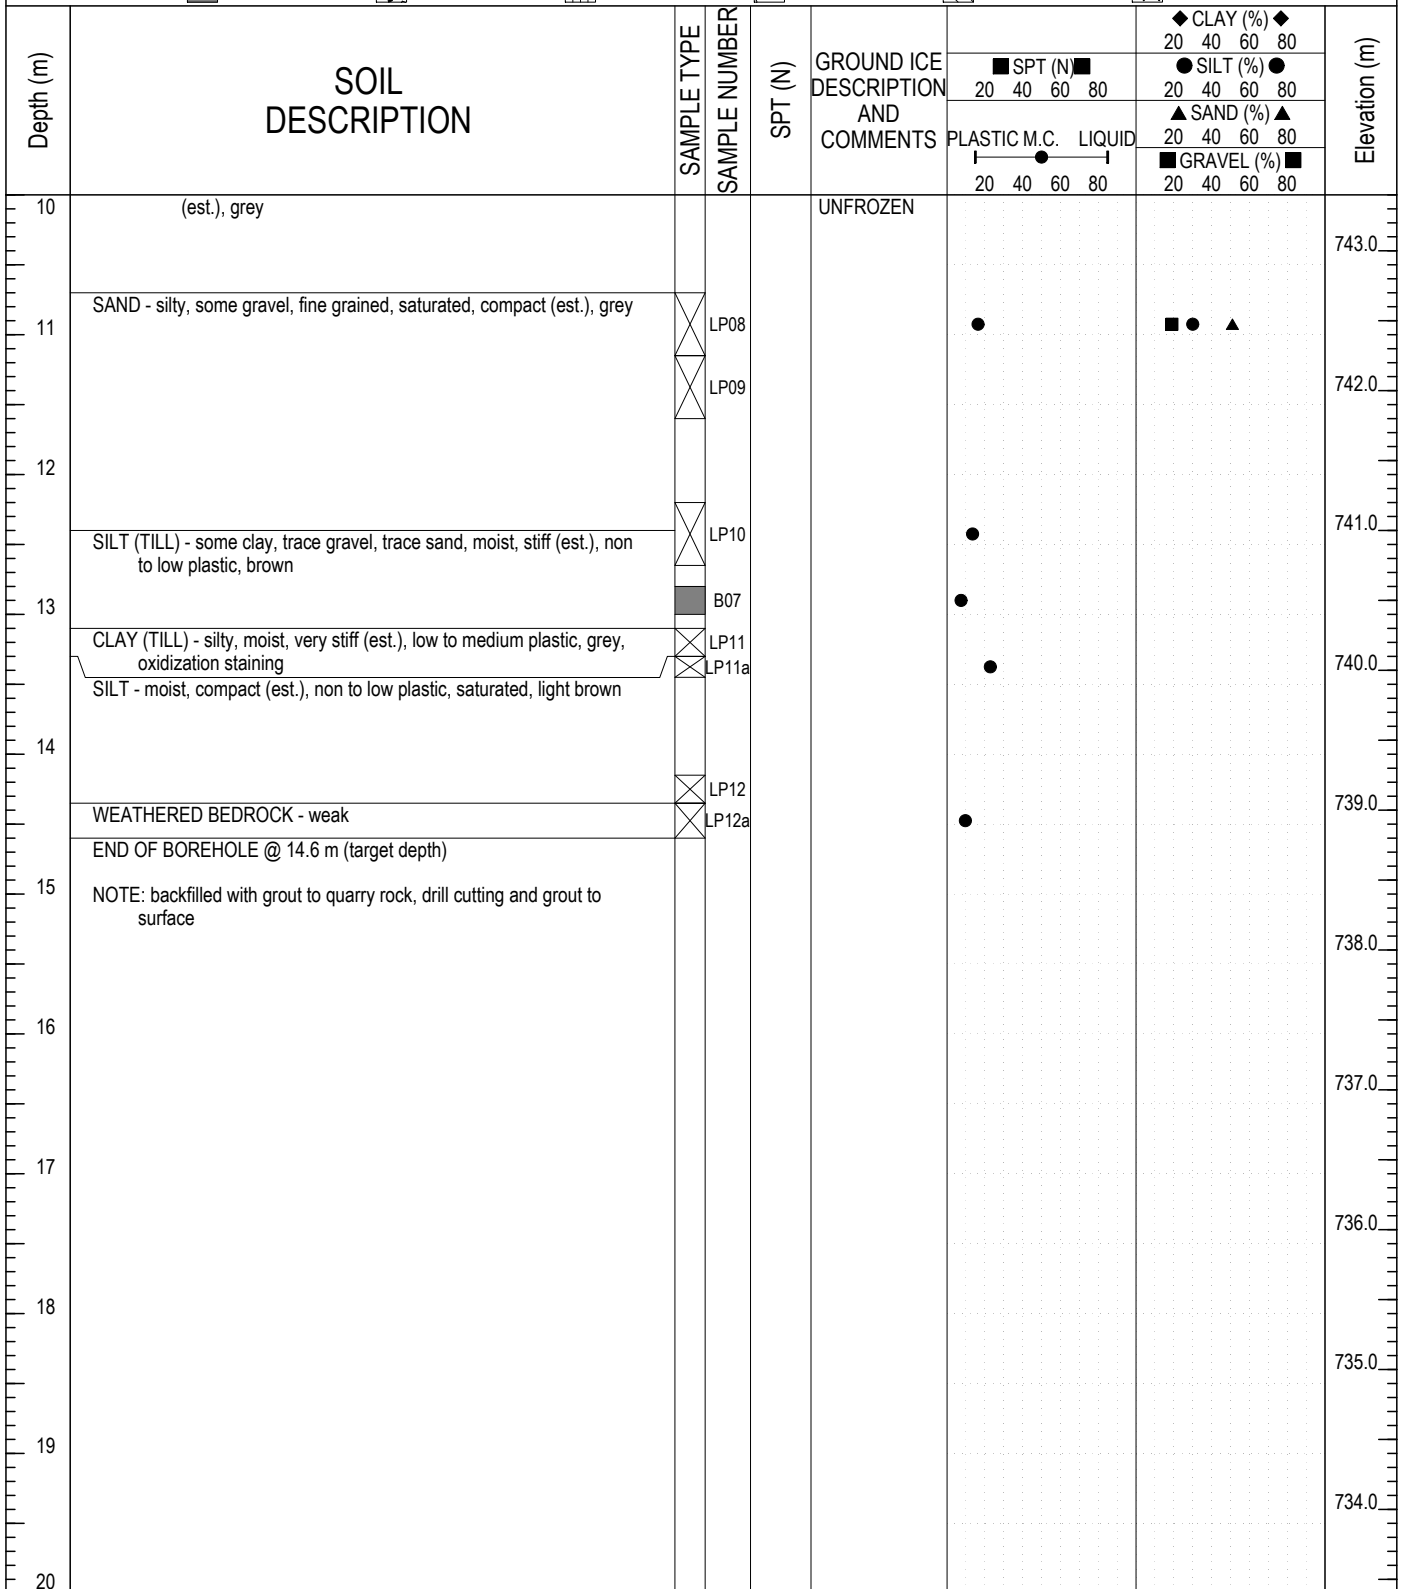 Depth (m)
SOIL
DESCRIPTION
SAMPLE TYPE
SAMPLE NUMBER
SPT (N)
GROUND ICE
DESCRIPTION
AND
COMMENTS
■ SPT (N) ■
20 40 60 80
PLASTIC M.C. LIQUID
20 40 60 80
◆ CLAY (%) ◆
20 40 60 80
● SILT (%) ●
20 40 60 80
▲ SAND (%) ▲
20 40 60 80
■ GRAVEL (%) ■
20 40 60 80
Elevation (m)
10
(est.), grey
UNFROZEN
743.0
SAND - silty, some gravel, fine grained, saturated, compact (est.), grey
LP08
11
LP09
742.0
12
LP10
741.0
SILT (TILL) - some clay, trace gravel, trace sand, moist, stiff (est.), non
to low plastic, brown
B07
13
CLAY (TILL) - silty, moist, very stiff (est.), low to medium plastic, grey,
oxidization staining
LP11
LP11a
740.0
SILT - moist, compact (est.), non to low plastic, saturated, light brown
14
LP12
739.0
WEATHERED BEDROCK - weak
LP12a
END OF BOREHOLE @ 14.6 m (target depth)
15
NOTE: backfilled with grout to quarry rock, drill cutting and grout to
surface
738.0
16
737.0
17
736.0
18
735.0
19
734.0
20